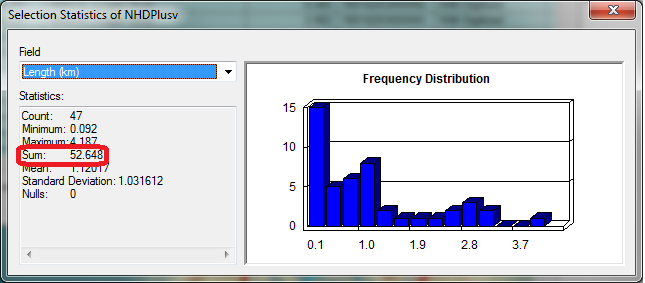 Selection Statistics of NHDPlusv
Field
Length (km)
Statistics:
Count: 47
Minimum: 0.092
Maximum: 4.187
Sum: 52.648
Mean: 1.12017
Standard Deviation: 1.031612
Nulls: 0
Frequency Distribution
15
10
5
0
0.1 1.0 1.9 2.8 3.7